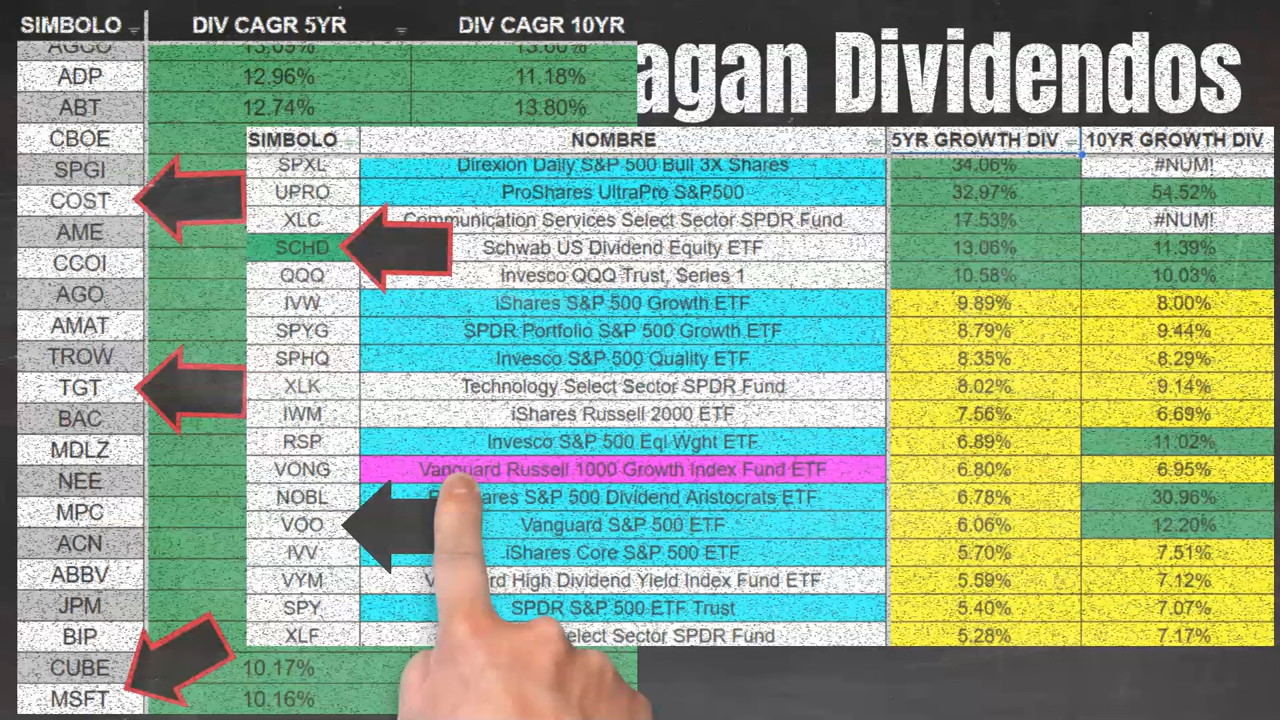 agan Dividendos
SIMBOLO DIV CAGR 5YR DIV CAGR 10YR
AGCO 13.09% 13.60%
ADP 12.96% 11.18%
ABT 12.74% 13.80%
CBOE
SPGI
COST
AME
CCOI
AGO
AMAT
TROW
TGT
BAC
MDLZ
NEE
MPC
ACN
ABBV
JPM
BIP
CUBE 10.17%
MSFT 10.16%
SIMBOLO NOMBRE 5YR GROWTH DIV 10YR GROWTH DIV
SPXL Direxion Daily S&P 500 Bull 3X Shares 34.06% #NUM!
UPRO ProShares UltraPro S&P500 32.97% 54.52%
XLC Communication Services Select Sector SPDR Fund 17.53% #NUM!
SCHD Schwab US Dividend Equity ETF 13.06% 11.39%
QQQ Invesco QQQ Trust, Series 1 10.58% 10.03%
IVW iShares S&P 500 Growth ETF 9.89% 8.00%
SPYG SPDR Portfolio S&P 500 Growth ETF 8.79% 9.44%
SPHQ Invesco S&P 500 Quality ETF 8.35% 8.29%
XLK Technology Select Sector SPDR Fund 8.02% 9.14%
IWM iShares Russell 2000 ETF 7.56% 6.69%
RSP Invesco S&P 500 Eql Wght ETF 6.89% 11.02%
VONG Vanguard Russell 1000 Growth Index Fund ETF 6.80% 6.95%
NOBL ares S&P 500 Dividend Aristocrats ETF 6.78% 30.96%
VOO Vanguard S&P 500 ETF 6.06% 12.20%
IVV iShares Core S&P 500 ETF 5.70% 7.51%
VYM rd High Dividend Yield Index Fund ETF 5.59% 7.12%
SPY SPDR S&P 500 ETF Trust 5.40% 7.07%
XLF elect Sector SPDR Fund 5.28% 7.17%